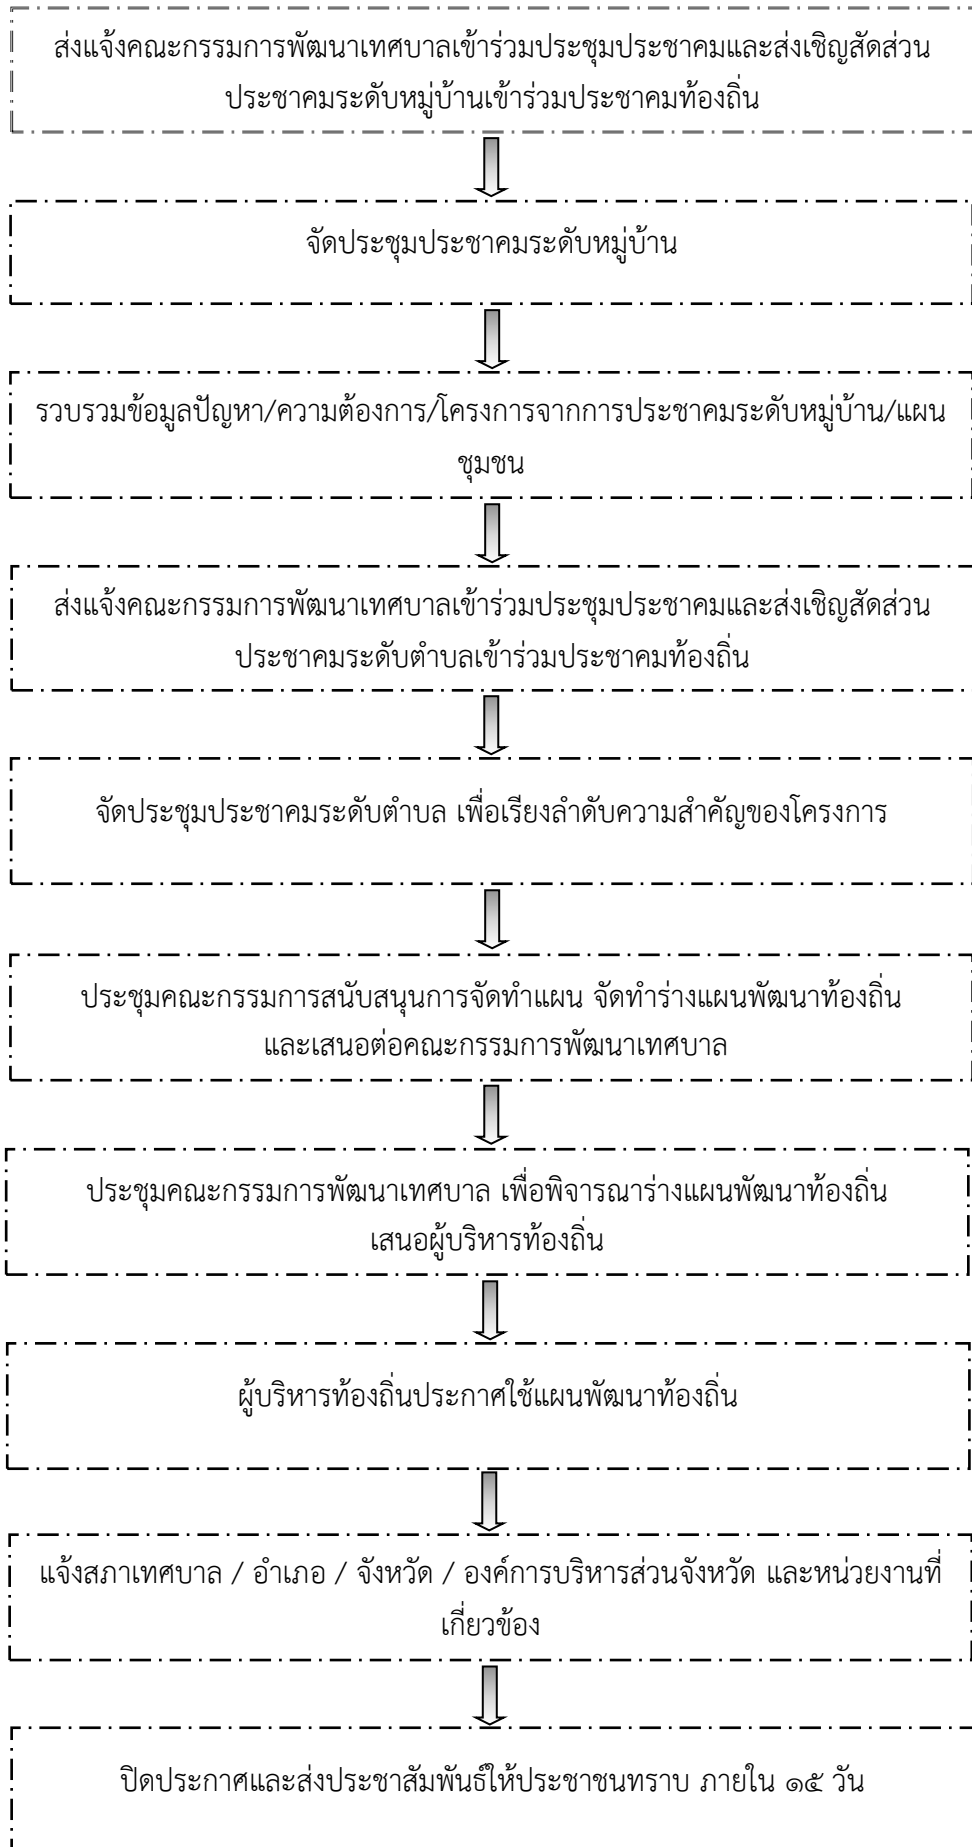 ส่งแจ้งคณะกรรมการพัฒนาเทศบาลเข้าร่วมประชุมประชาคมและส่งเชิญสัดส่วน
ประชาคมระดับหมู่บ้านเข้าร่วมประชาคมท้องถิ่น
จัดประชุมประชาคมระดับหมู่บ้าน
รวบรวมข้อมูลปัญหา/ความต้องการ/โครงการจากการประชาคมระดับหมู่บ้าน/แผน
ชุมชน
ส่งแจ้งคณะกรรมการพัฒนาเทศบาลเข้าร่วมประชุมประชาคมและส่งเชิญสัดส่วน
ประชาคมระดับตำบลเข้าร่วมประชาคมท้องถิ่น
จัดประชุมประชาคมระดับตำบล เพื่อเรียงลำดับความสำคัญของโครงการ
ประชุมคณะกรรมการสนับสนุนการจัดทำแผน จัดทำร่างแผนพัฒนาท้องถิ่น
และเสนอต่อคณะกรรมการพัฒนาเทศบาล
ประชุมคณะกรรมการพัฒนาเทศบาล เพื่อพิจารณาร่างแผนพัฒนาท้องถิ่น
เสนอผู้บริหารท้องถิ่น
ผู้บริหารท้องถิ่นประกาศใช้แผนพัฒนาท้องถิ่น
แจ้งสภาเทศบาล / อำเภอ / จังหวัด / องค์การบริหารส่วนจังหวัด และหน่วยงานที่
เกี่ยวข้อง
ปิดประกาศและส่งประชาสัมพันธ์ให้ประชาชนทราบ ภายใน ๑๕ วัน